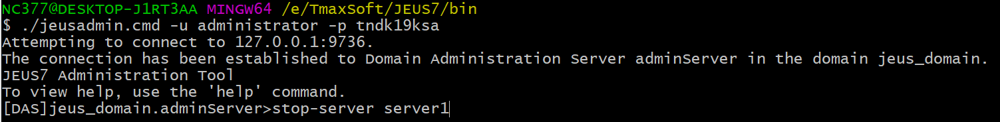 NC377@DESKTOP-J1RT3AA MINGW64 /e/TmaxSoft/JEUS7/bin
$ ./jeusadmin.cmd -u administrator -p tndk19ksa
Attempting to connect to 127.0.0.1:9736.
The connection has been established to Domain Administration Server adminServer in the domain jeus_domain.
JEUS7 Administration Tool
To view help, use the 'help' command.
[DAS]jeus_domain.adminServer>stop-server server1